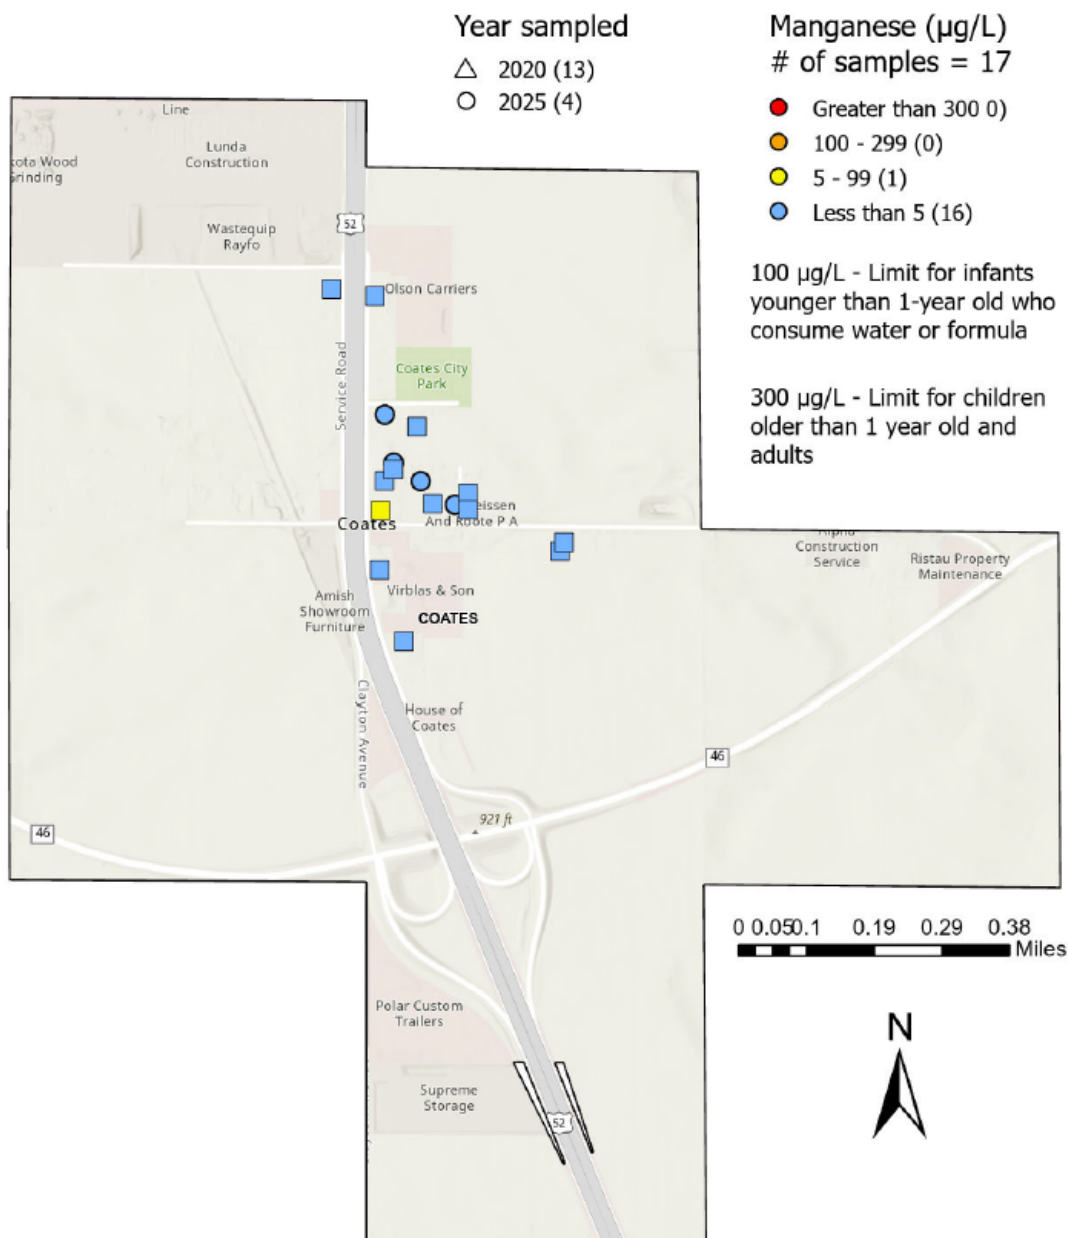 Year sampled
2020 (13)
2025 (4)
Manganese (µg/L)
# of samples = 17
Greater than 300 0)
100 - 299 (0)
5 - 99 (1)
Less than 5 (16)
100 µg/L - Limit for infants
younger than 1-year old who
consume water or formula
300 µg/L - Limit for children
older than 1 year old and
adults
Line
Lunda
Construction
cota Wood
Grinding
Wastequip
Rayfo
52
Olson Carriers
Service Road
Coates City
Park
eissen
And Roote P A
Coates
Alpha
Construction
Service
Ristau Property
Maintenance
Virblas & Son
Amish
Showroom
Furniture
COATES
Clayton Avenue
House of
Coates
46
921 ft
46
0 0.050.1 0.19 0.29 0.38
Miles
Polar Custom
Trailers
N
Supreme
Storage
52